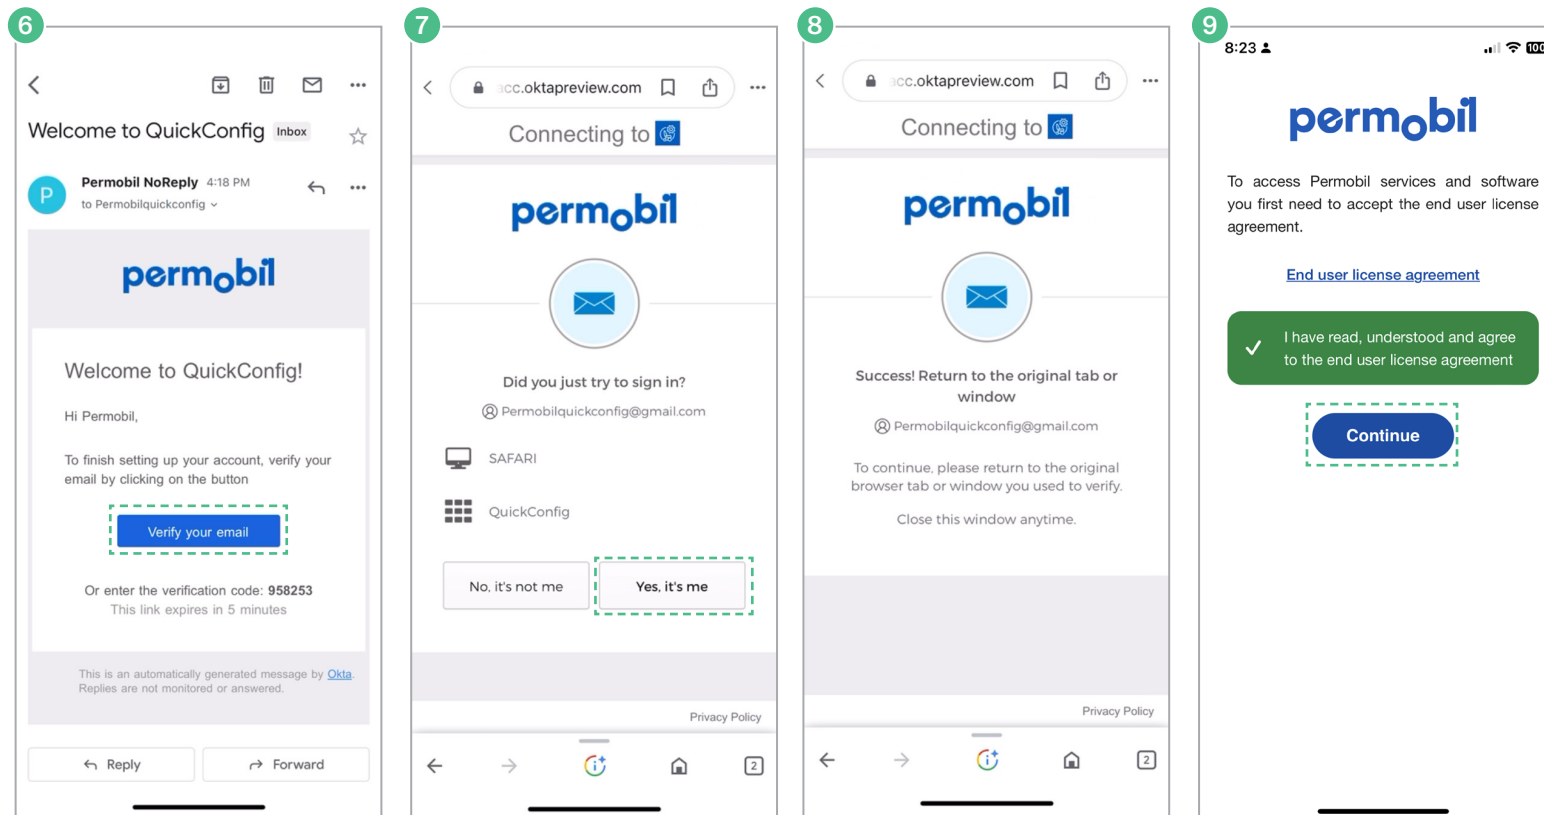 6
Welcome to QuickConfig Inbox
P
Permobil NoReply 4:18 PM
to Permobilquickconfig
permobil
Welcome to QuickConfig!
Hi Permobil,
To finish setting up your account, verify your
email by clicking on the button
Verify your email
Or enter the verification code: 958253
This link expires in 5 minutes
This is an automatically generated message by Okta.
Replies are not monitored or answered.
Reply
Forward
7
acc.oktapreview.com
Connecting to
permobil
Did you just try to sign in?
Permobilquickconfig@gmail.com
SAFARI
QuickConfig
No, it's not me
Yes, it's me
Privacy Policy
2
8
acc.oktapreview.com
Connecting to
permobil
Success! Return to the original tab or
window
Permobilquickconfig@gmail.com
To continue, please return to the original
browser tab or window you used to verify.
Close this window anytime.
Privacy Policy
2
9
8:23
100
permobil
To access Permobil services and software
you first need to accept the end user license
agreement.
End user license agreement
I have read, understood and agree
to the end user license agreement
Continue